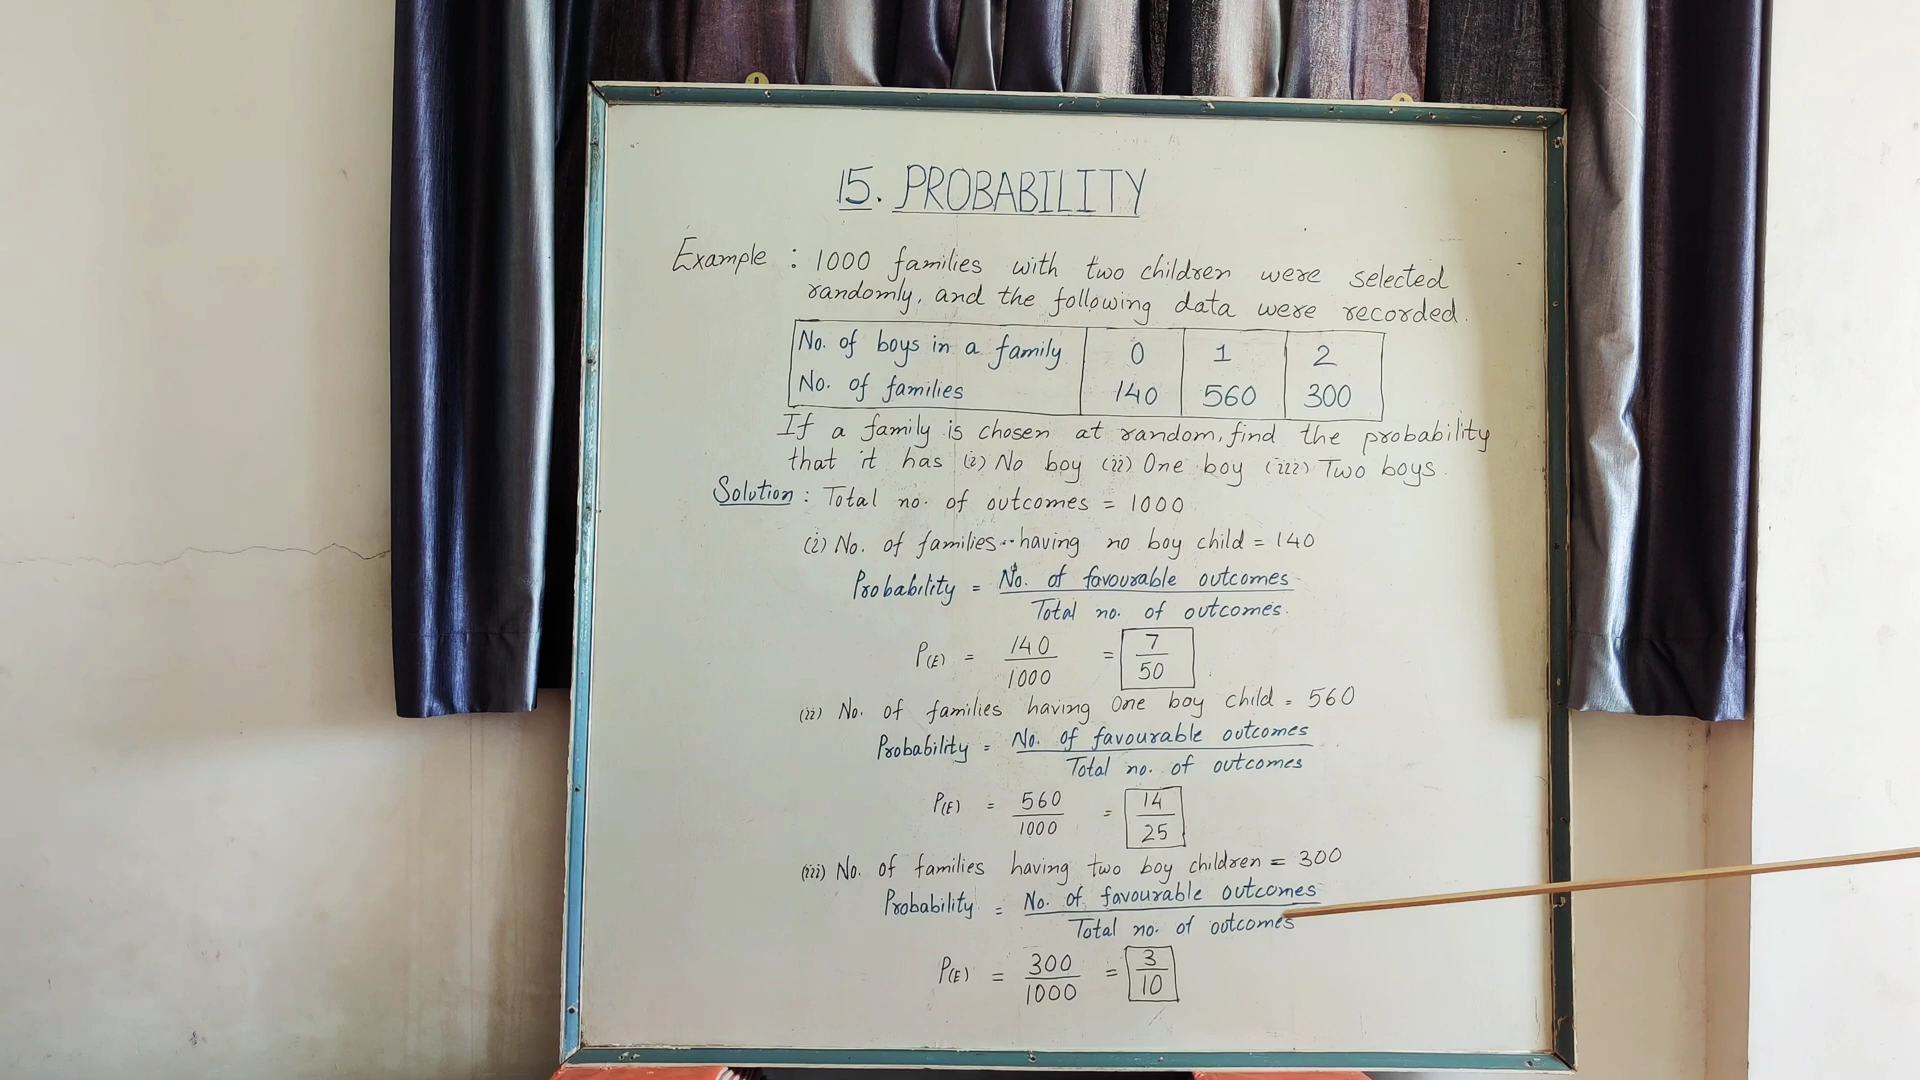 15. PROBABILITY
Example : 1000 families with two children were selected
randomly, and the following data were recorded.
No. of boys in a family 0 1 2
No. of families 140 560 300
If a family is chosen at random, find the probability
that it has (i) No boy (ii) One boy (iii) Two boys.
Solution : Total no. of outcomes = 1000
(i) No. of families having no boy child = 140
Probability = No. of favourable outcomes
Total no. of outcomes.
P(E) = 140/1000 = 7/50
(ii) No. of families having One boy child = 560
Probability = No. of favourable outcomes
Total no. of outcomes
P(E) = 560/1000 = 14/25
(iii) No. of families having two boy children = 300
Probability = No. of favourable outcomes
Total no. of outcomes
P(E) = 300/1000 = 3/10